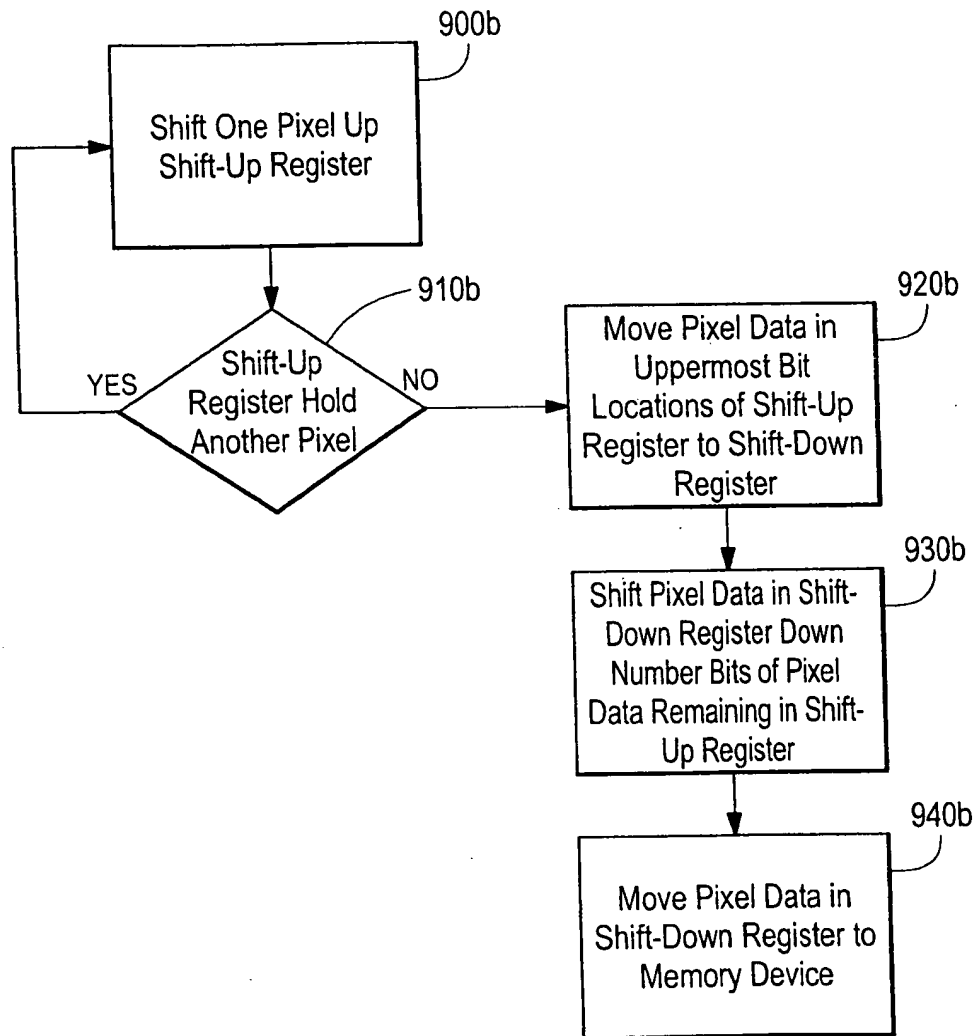 900b
Shift One Pixel Up
Shift-Up Register
910b
Shift-Up
Register Hold
Another Pixel
YES
NO
920b
Move Pixel Data in
Uppermost Bit
Locations of Shift-Up
Register to Shift-Down
Register
930b
Shift Pixel Data in Shift-
Down Register Down
Number Bits of Pixel
Data Remaining in Shift-
Up Register
940b
Move Pixel Data in
Shift-Down Register to
Memory Device